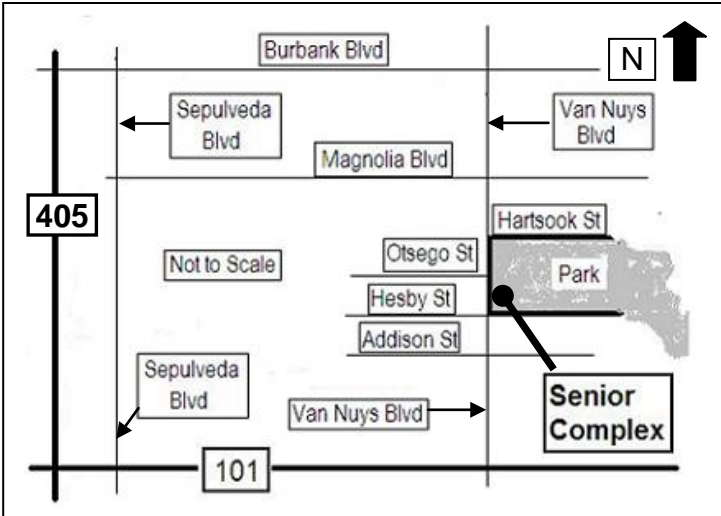 Burbank Blvd
N
Sepulveda
Blvd
Van Nuys
Blvd
Magnolia Blvd
405
Hartsook St
Otsego St
Not to Scale
Park
Hesby St
Addison St
Sepulveda
Blvd
Van Nuys Blvd
Senior
Complex
101